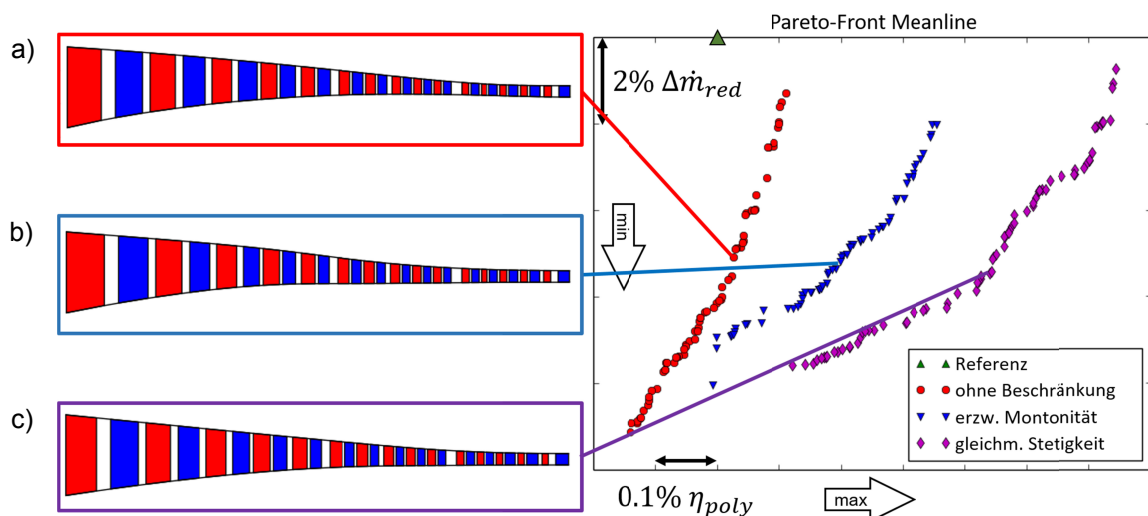 Pareto-Front Meanline
a)
2% Δṁ_red
b)
min
c)
Referenz
ohne Beschränkung
erzw. Montonität
gleichm. Stetigkeit
0.1% η_poly
max